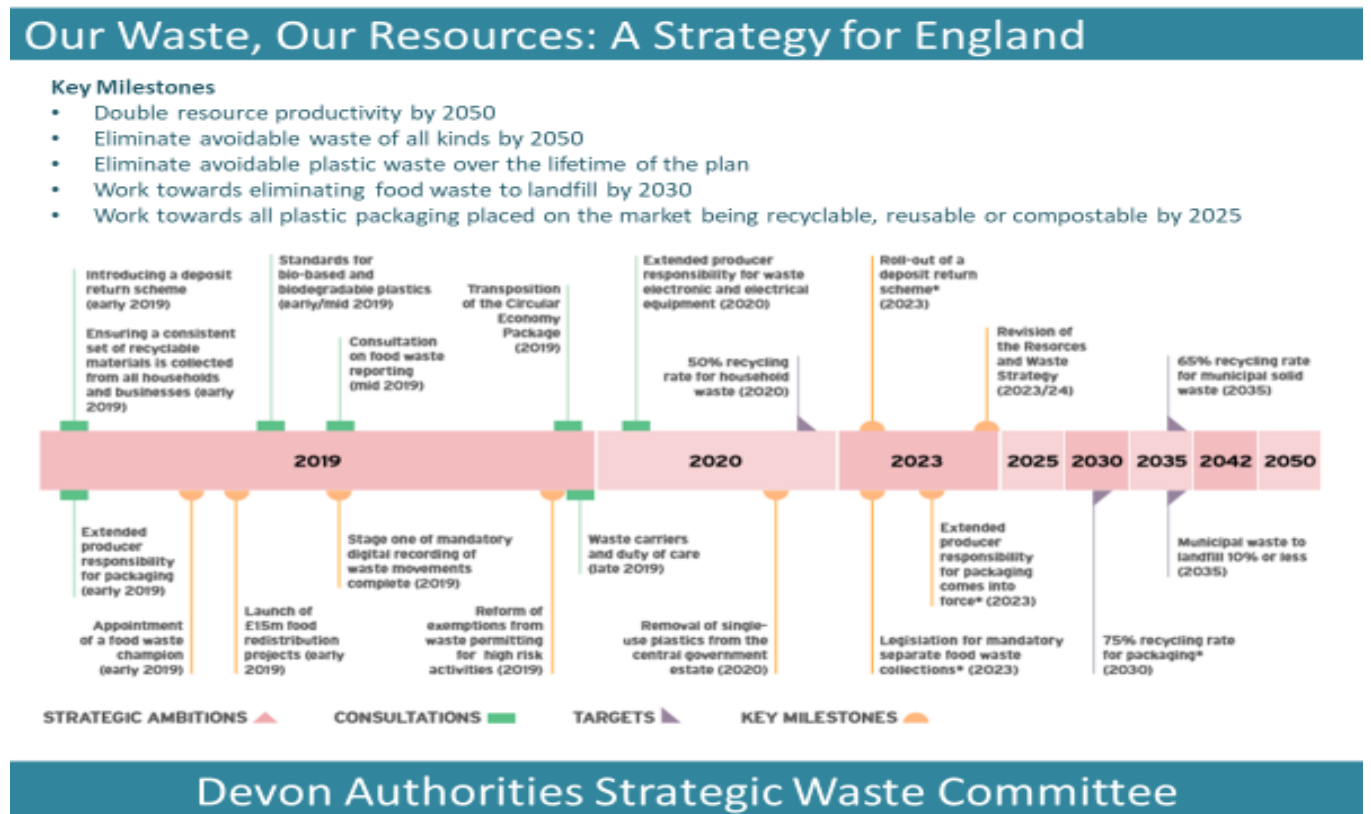 Our Waste, Our Resources: A Strategy for England
Key Milestones
• Double resource productivity by 2050
• Eliminate avoidable waste of all kinds by 2050
• Eliminate avoidable plastic waste over the lifetime of the plan
• Work towards eliminating food waste to landfill by 2030
• Work towards all plastic packaging placed on the market being recyclable, reusable or compostable by 2025
Introducing a deposit
return scheme
(early 2019)
Ensuring a consistent
set of recyclable
materials is collected
from all households
and businesses (early
2019)
Standards for
bio-based and
biodegradable plastics
(early/mid 2019)
Consultation
on food waste
reporting
(mid 2019)
Transposition
of the Circular
Economy
Package
(2019)
Extended producer
responsibility for waste
electronic and electrical
equipment (2020)
50% recycling
rate for household
waste (2020)
Roll-out of a
deposit return
scheme*
(2023)
Revision of
the Resorces
and Waste
Strategy
(2023/24)
65% recycling rate
for municipal solid
waste (2035)
2019
2020
2023
2025
2030
2035
2042
2050
Extended
producer
responsibility
for packaging
(early 2019)
Appointment
of a food waste
champion
(early 2019)
Launch of
£15m food
redistribution
projects (early
2019)
Stage one of mandatory
digital recording of
waste movements
complete (2019)
Reform of
exemptions from
waste permitting
for high risk
activities (2019)
Waste carriers
and duty of care
(late 2019)
Removal of single-
use plastics from the
central government
estate (2020)
Extended
producer
responsibility
for packaging
comes into
force* (2023)
Legislation for mandatory
separate food waste
collections* (2023)
75% recycling rate
for packaging*
(2030)
Municipal waste to
landfill 10% or less
(2035)
STRATEGIC AMBITIONS
CONSULTATIONS
TARGETS
KEY MILESTONES
Devon Authorities Strategic Waste Committee